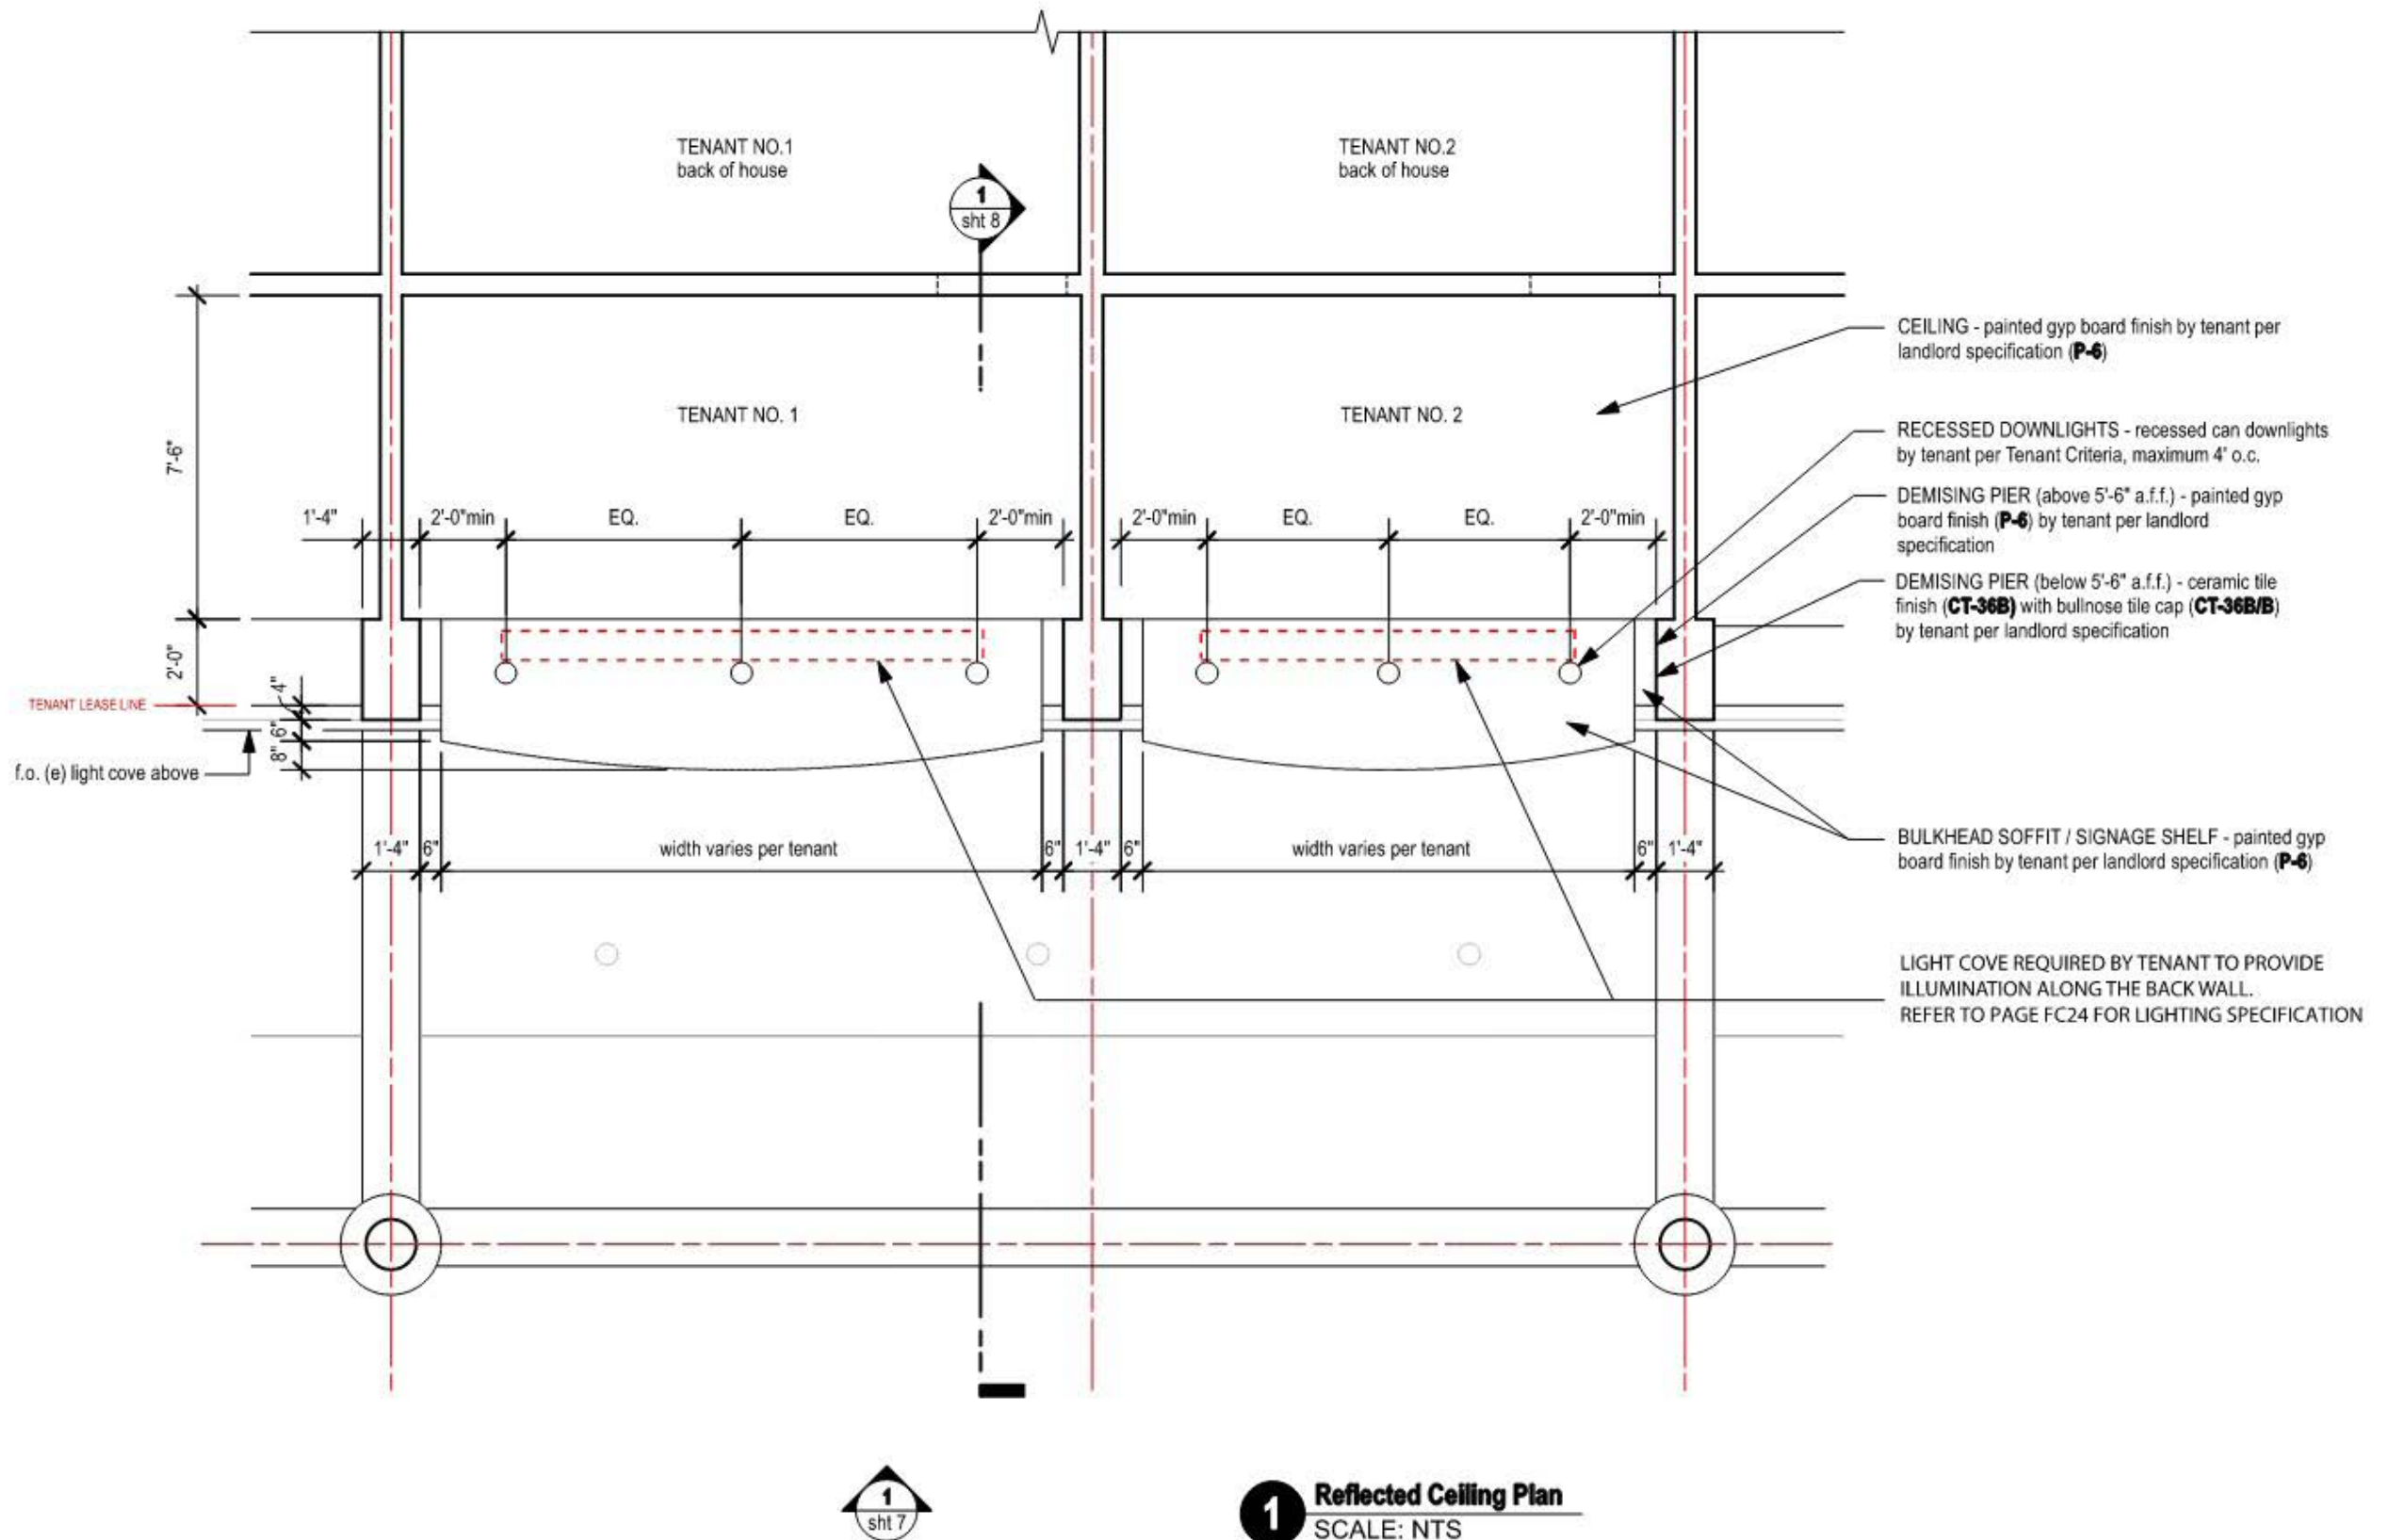 TENANT NO.1
back of house
TENANT NO.2
back of house
1
sht 8
CEILING - painted gyp board finish by tenant per
landlord specification (P-6)
TENANT NO. 1
TENANT NO. 2
RECESSED DOWNLIGHTS - recessed can downlights
by tenant per Tenant Criteria, maximum 4' o.c.
7'-6"
DEMISING PIER (above 5'-6" a.f.f.) - painted gyp
board finish (P-6) by tenant per landlord
specification
1'-4"
2'-0"min
EQ.
EQ.
2'-0"min
2'-0"min
EQ.
EQ.
2'-0"min
DEMISING PIER (below 5'-6" a.f.f.) - ceramic tile
finish (CT-36B) with bullnose tile cap (CT-36B/B)
by tenant per landlord specification
2'-0"
4"
TENANT LEASE LINE
6"
8"
f.o. (e) light cove above
1'-4"
6"
width varies per tenant
6"
1'-4"
6"
width varies per tenant
6"
1'-4"
BULKHEAD SOFFIT / SIGNAGE SHELF - painted gyp
board finish by tenant per landlord specification (P-6)
LIGHT COVE REQUIRED BY TENANT TO PROVIDE
ILLUMINATION ALONG THE BACK WALL.
REFER TO PAGE FC24 FOR LIGHTING SPECIFICATION
1
sht 7
1
Reflected Ceiling Plan
SCALE: NTS